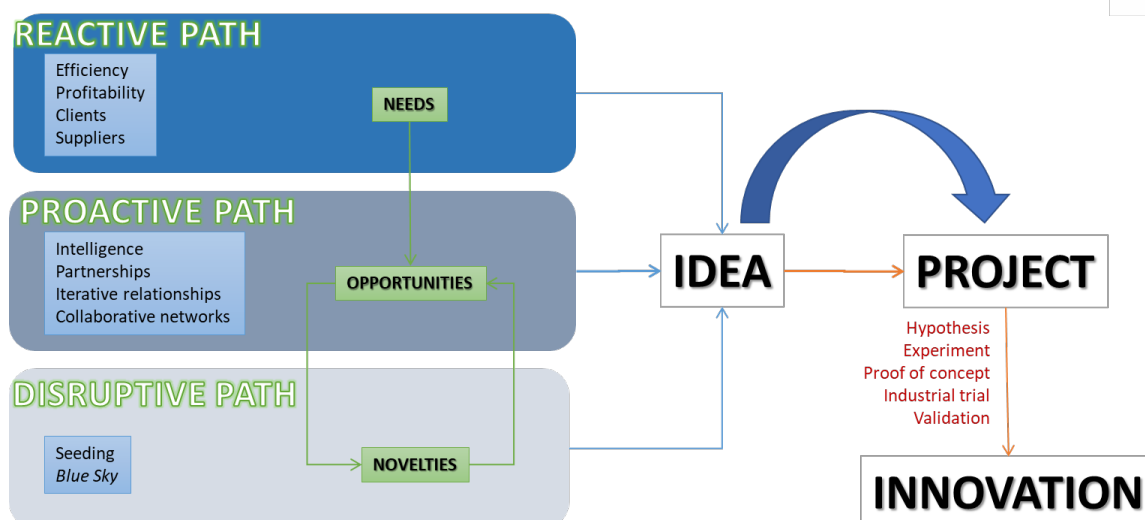 REACTIVE PATH
Efficiency
Profitability
Clients
Suppliers
NEEDS
PROACTIVE PATH
Intelligence
Partnerships
Iterative relationships
Collaborative networks
OPPORTUNITIES
DISRUPTIVE PATH
Seeding
Blue Sky
NOVELTIES
IDEA
PROJECT
Hypothesis
Experiment
Proof of concept
Industrial trial
Validation
INNOVATION